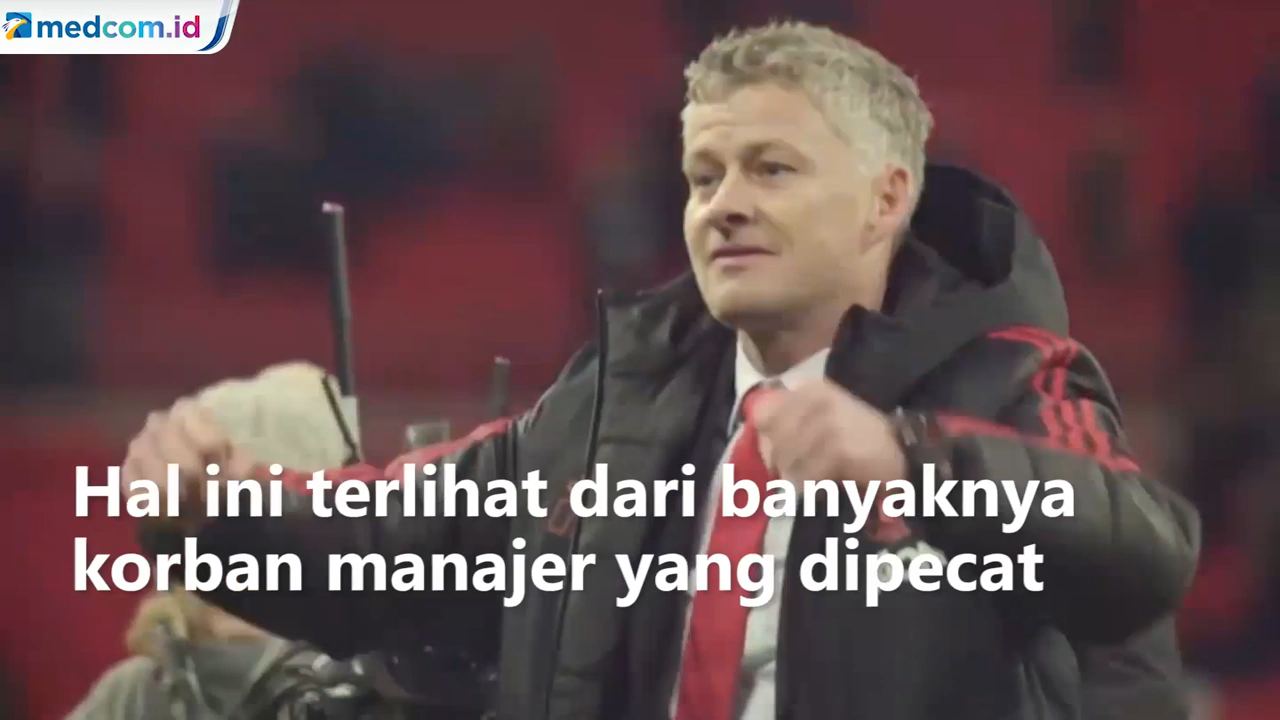 medcom.id
Hal ini terlihat dari banyaknya
korban manajer yang dipecat